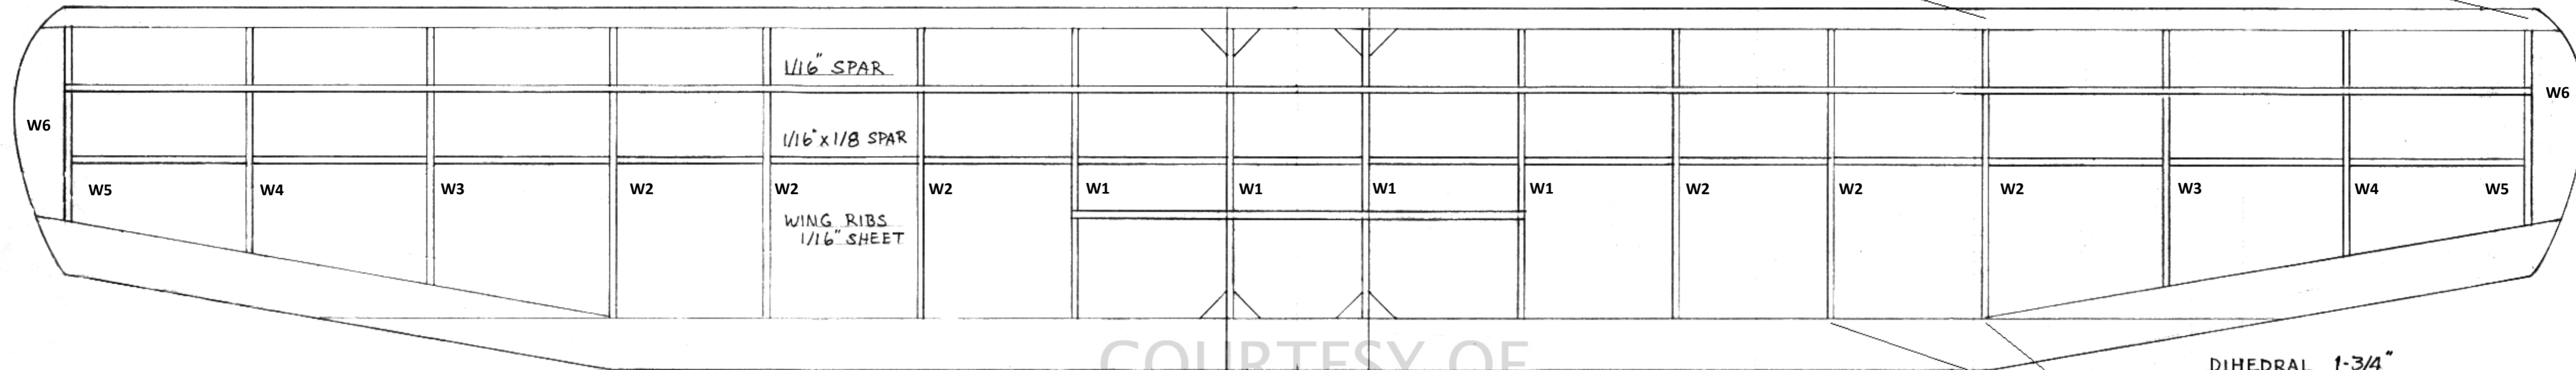 1/16" SPAR
W6
W6
1/16"x1/8 SPAR
W5 W4 W3 W2 W2 W2 W1 W1 W1 W1 W2 W2 W2 W3 W4 W5
WING RIBS
1/16" SHEET
COURTESY OF
DIHEDRAL 1-3/4"